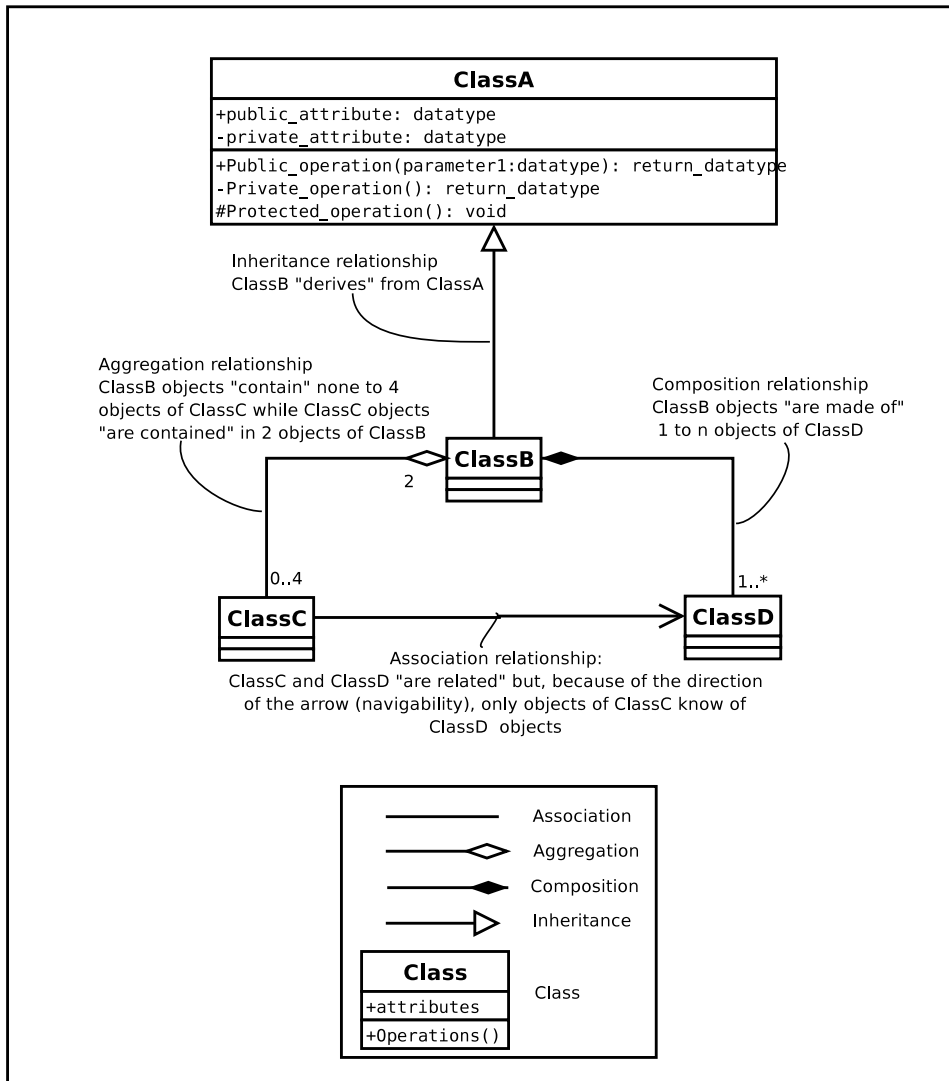 ClassA
+public_attribute: datatype
-private_attribute: datatype
+Public_operation(parameter1:datatype): return_datatype
-Private_operation(): return_datatype
#Protected_operation(): void
Inheritance relationship
ClassB "derives" from ClassA
Aggregation relationship
ClassB objects "contain" none to 4
objects of ClassC while ClassC objects
"are contained" in 2 objects of ClassB
Composition relationship
ClassB objects "are made of"
1 to n objects of ClassD
ClassB
2
0..4
1..*
ClassC
ClassD
Association relationship:
ClassC and ClassD "are related" but, because of the direction
of the arrow (navigability), only objects of ClassC know of
ClassD objects
Association
Aggregation
Composition
Inheritance
Class
+attributes
+Operations()
Class